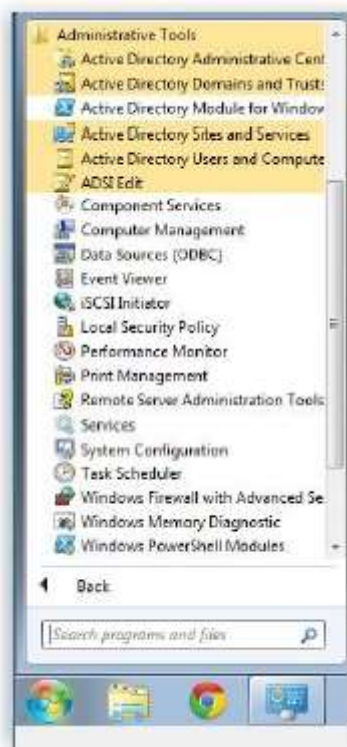 Administrative Tools
Active Directory Administrative Cent
Active Directory Domains and Trusts
Active Directory Module for Window
Active Directory Sites and Services
Active Directory Users and Compute
ADSI Edit
Component Services
Computer Management
Data Sources (ODBC)
Event Viewer
iSCSI Initiator
Local Security Policy
Performance Monitor
Print Management
Remote Server Administration Tools
Services
System Configuration
Task Scheduler
Windows Firewall with Advanced Se
Windows Memory Diagnostic
Windows PowerShell Modules
Back
Search programs and files